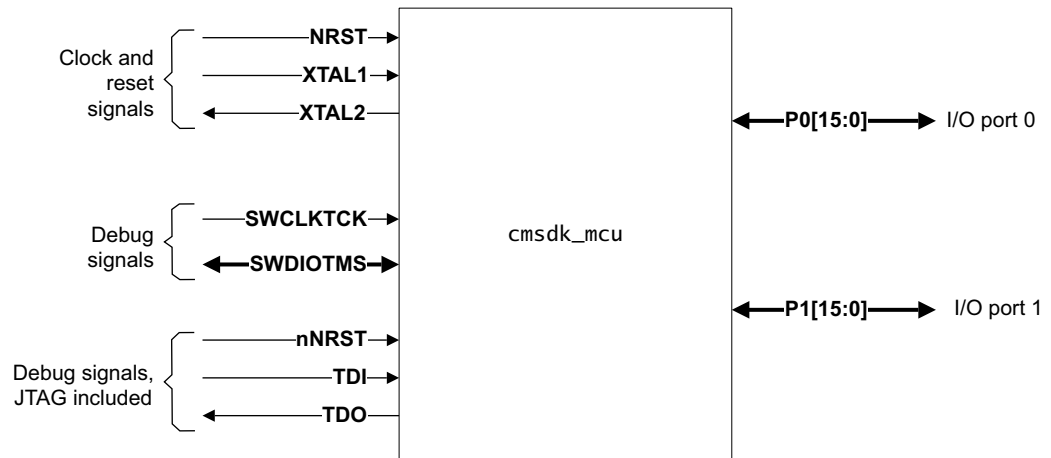 Clock and
reset
signals
NRST
XTAL1
XTAL2
Debug
signals
SWCLKTCK
SWDIOTMS
Debug signals,
JTAG included
nNRST
TDI
TDO
cmsdk_mcu
P0[15:0]
I/O port 0
P1[15:0]
I/O port 1